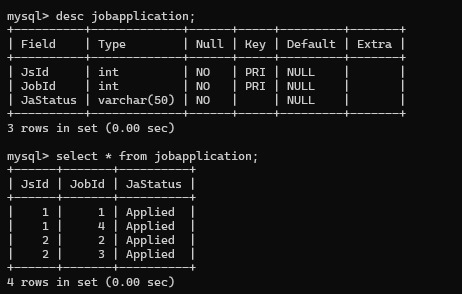 mysql> desc jobapplication;
+-----------+-------------+------+-----+---------+-------+
| Field     | Type        | Null | Key | Default | Extra |
+-----------+-------------+------+-----+---------+-------+
| JsId      | int         | NO   | PRI | NULL    |       |
| JobId     | int         | NO   | PRI | NULL    |       |
| JaStatus  | varchar(50) | NO   |     | NULL    |       |
+-----------+-------------+------+-----+---------+-------+
3 rows in set (0.00 sec)
mysql> select * from jobapplication;
+------+-------+----------+
| JsId | JobId | JaStatus |
+------+-------+----------+
|    1 |     1 | Applied  |
|    1 |     4 | Applied  |
|    2 |     2 | Applied  |
|    2 |     3 | Applied  |
+------+-------+----------+
4 rows in set (0.00 sec)